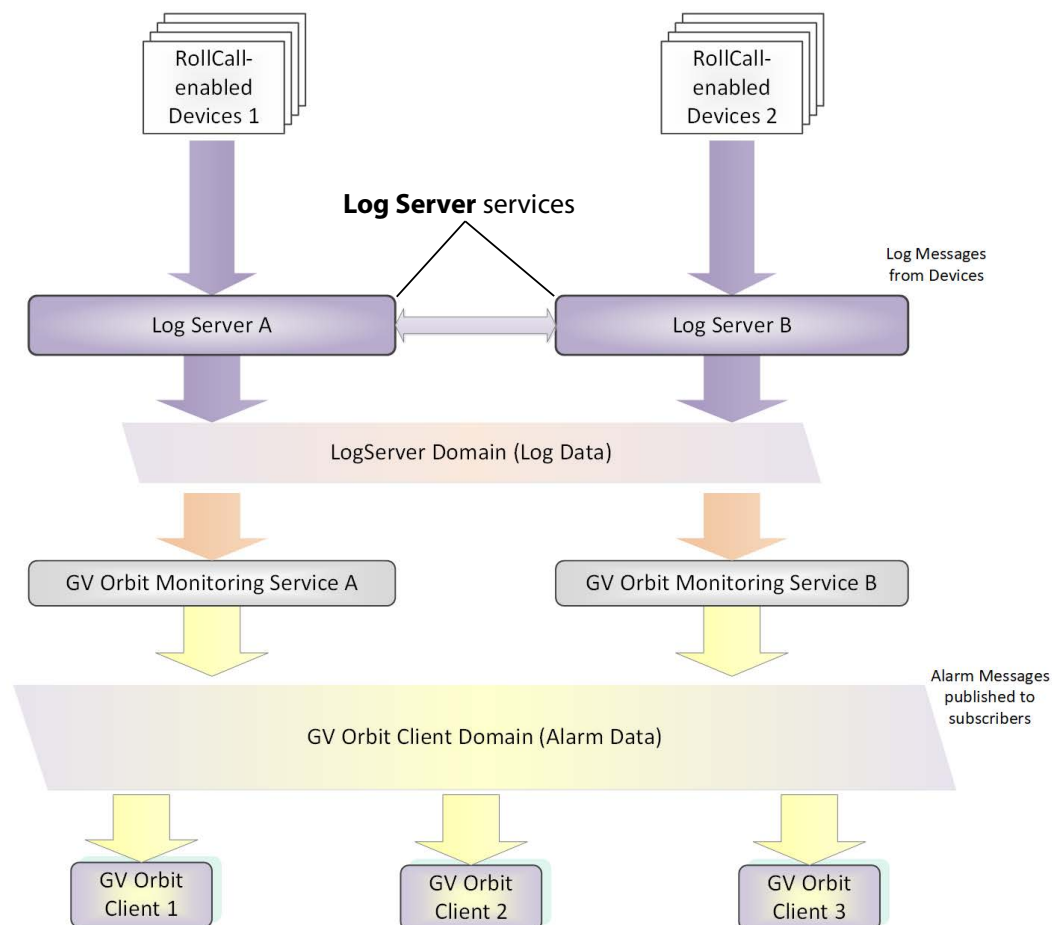 RollCall-
enabled
Devices 1
RollCall-
enabled
Devices 2
Log Server services
Log Messages
from Devices
Log Server A
Log Server B
LogServer Domain (Log Data)
GV Orbit Monitoring Service A
GV Orbit Monitoring Service B
Alarm Messages
published to
subscribers
GV Orbit Client Domain (Alarm Data)
GV Orbit
Client 1
GV Orbit
Client 2
GV Orbit
Client 3